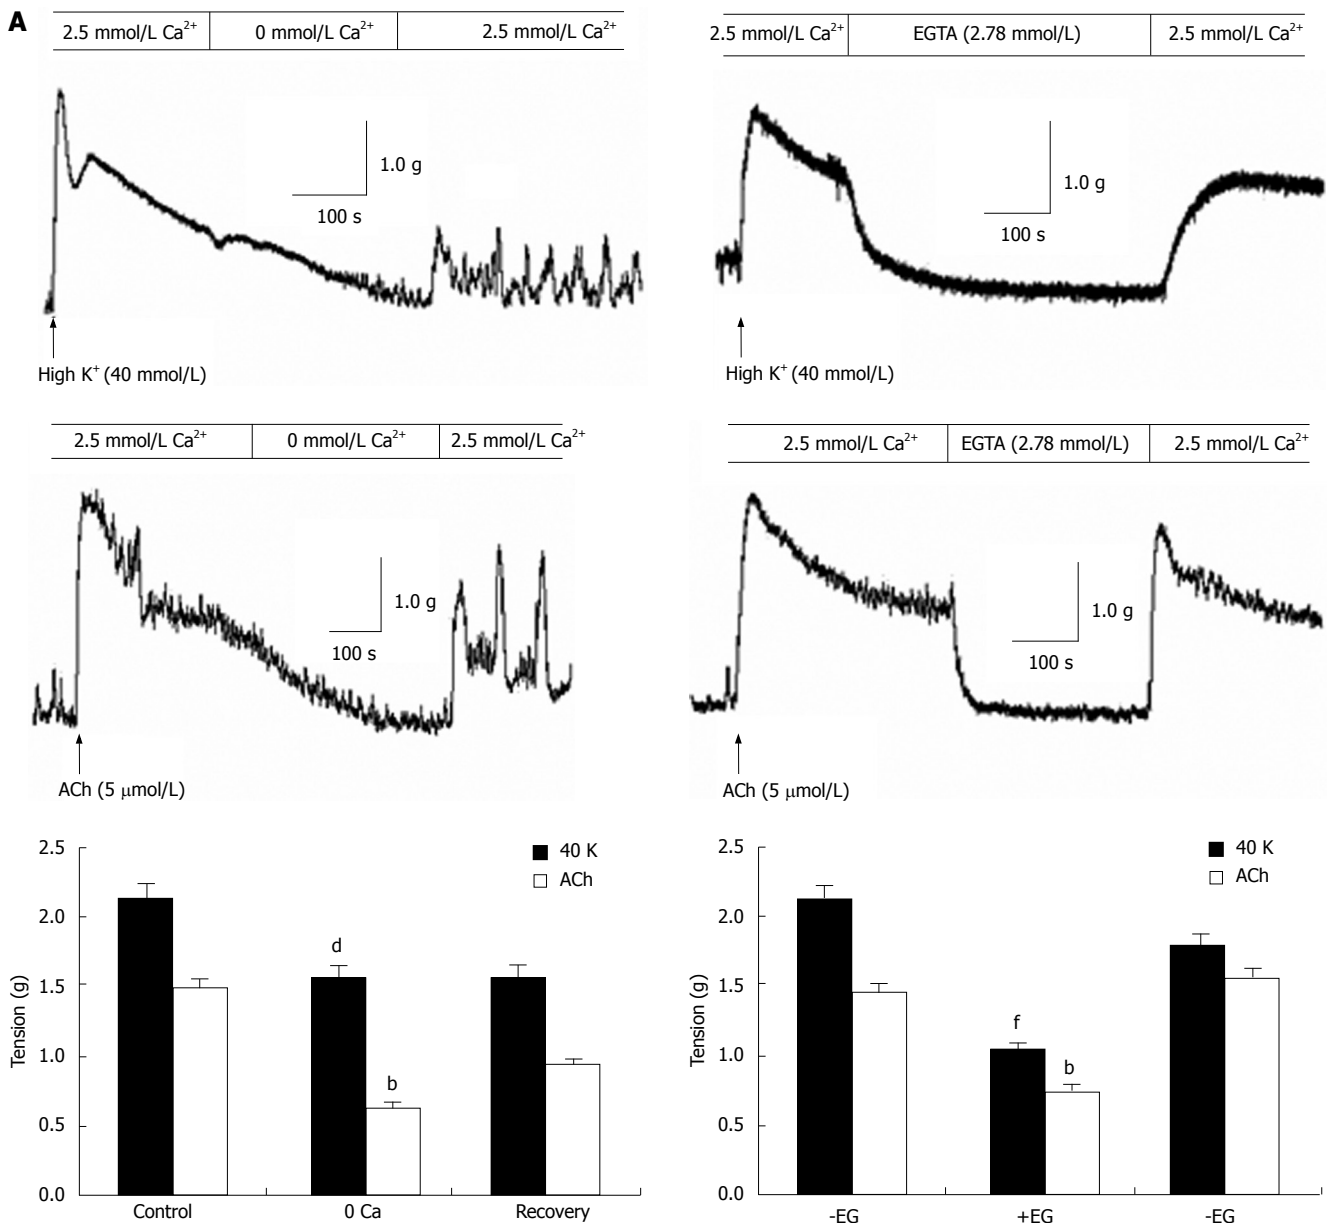 A
2.5 mmol/L Ca²⁺ 0 mmol/L Ca²⁺ 2.5 mmol/L Ca²⁺
1.0 g
100 s
High K⁺ (40 mmol/L)
2.5 mmol/L Ca²⁺ EGTA (2.78 mmol/L) 2.5 mmol/L Ca²⁺
1.0 g
100 s
High K⁺ (40 mmol/L)
2.5 mmol/L Ca²⁺ 0 mmol/L Ca²⁺ 2.5 mmol/L Ca²⁺
1.0 g
100 s
ACh (5 μmol/L)
2.5 mmol/L Ca²⁺ EGTA (2.78 mmol/L) 2.5 mmol/L Ca²⁺
1.0 g
100 s
ACh (5 μmol/L)
Tension (g)
2.5
2.0
1.5
1.0
0.5
0.0
40 K
ACh
d
b
Control 0 Ca Recovery
Tension (g)
2.5
2.0
1.5
1.0
0.5
0.0
40 K
ACh
f
b
-EG +EG -EG